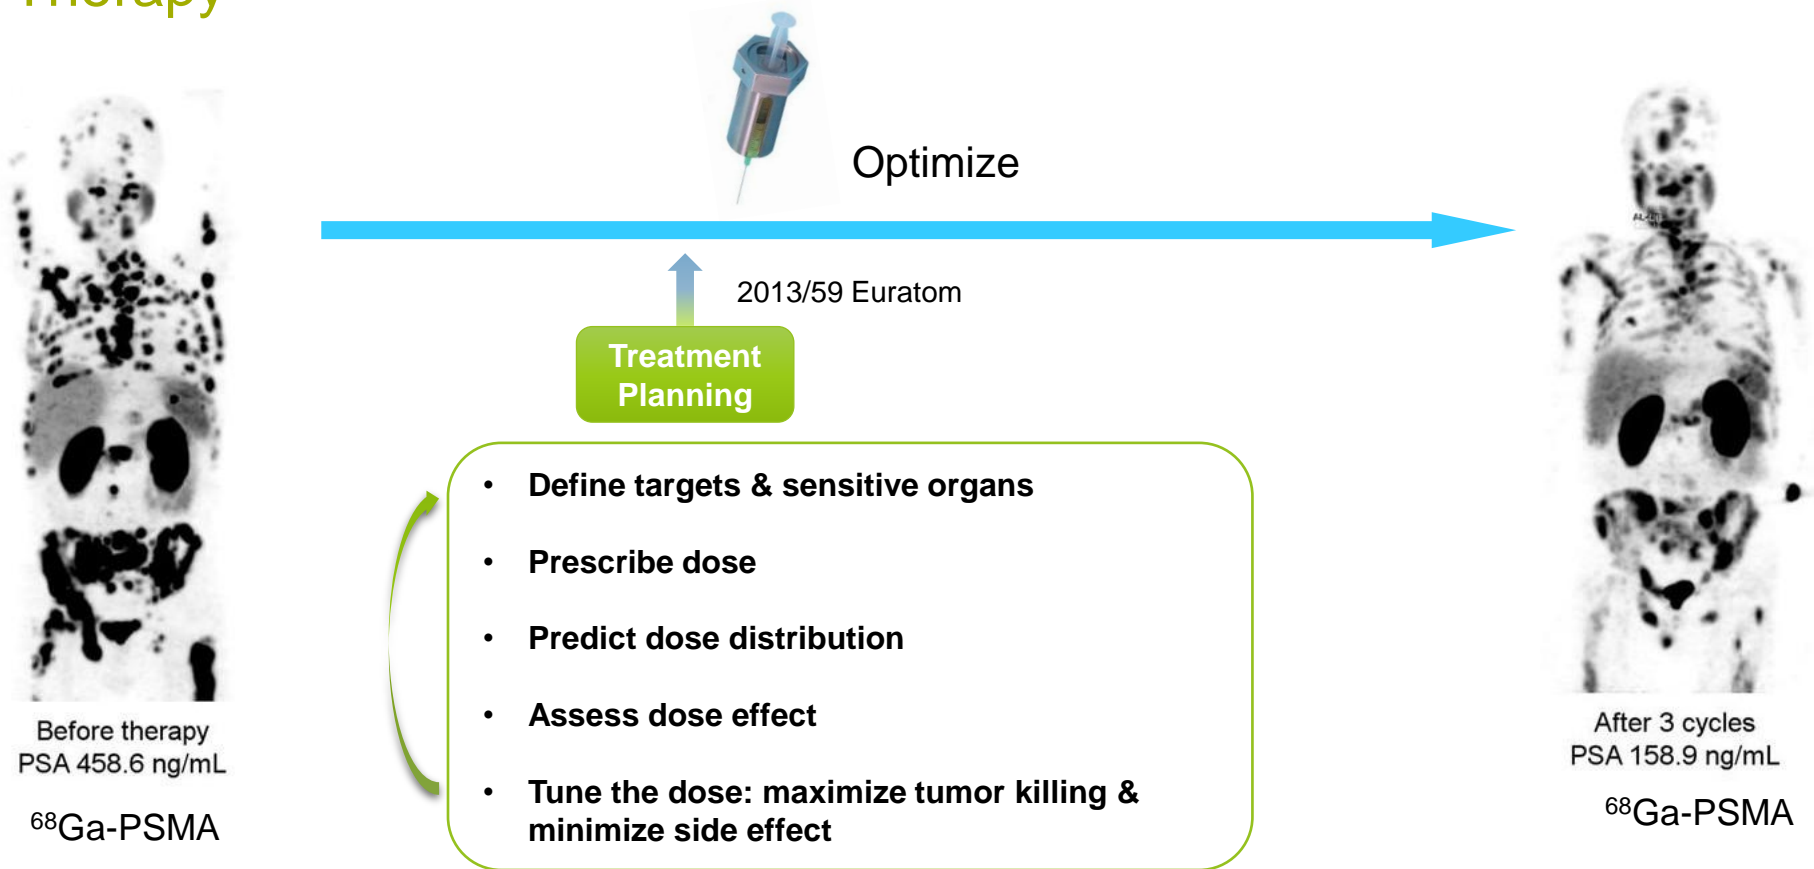 Therapy
Optimize
2013/59 Euratom
Treatment
Planning
• Define targets & sensitive organs
• Prescribe dose
• Predict dose distribution
• Assess dose effect
• Tune the dose: maximize tumor killing &
minimize side effect
Before therapy
PSA 458.6 ng/mL
⁶⁸Ga-PSMA
After 3 cycles
PSA 158.9 ng/mL
⁶⁸Ga-PSMA